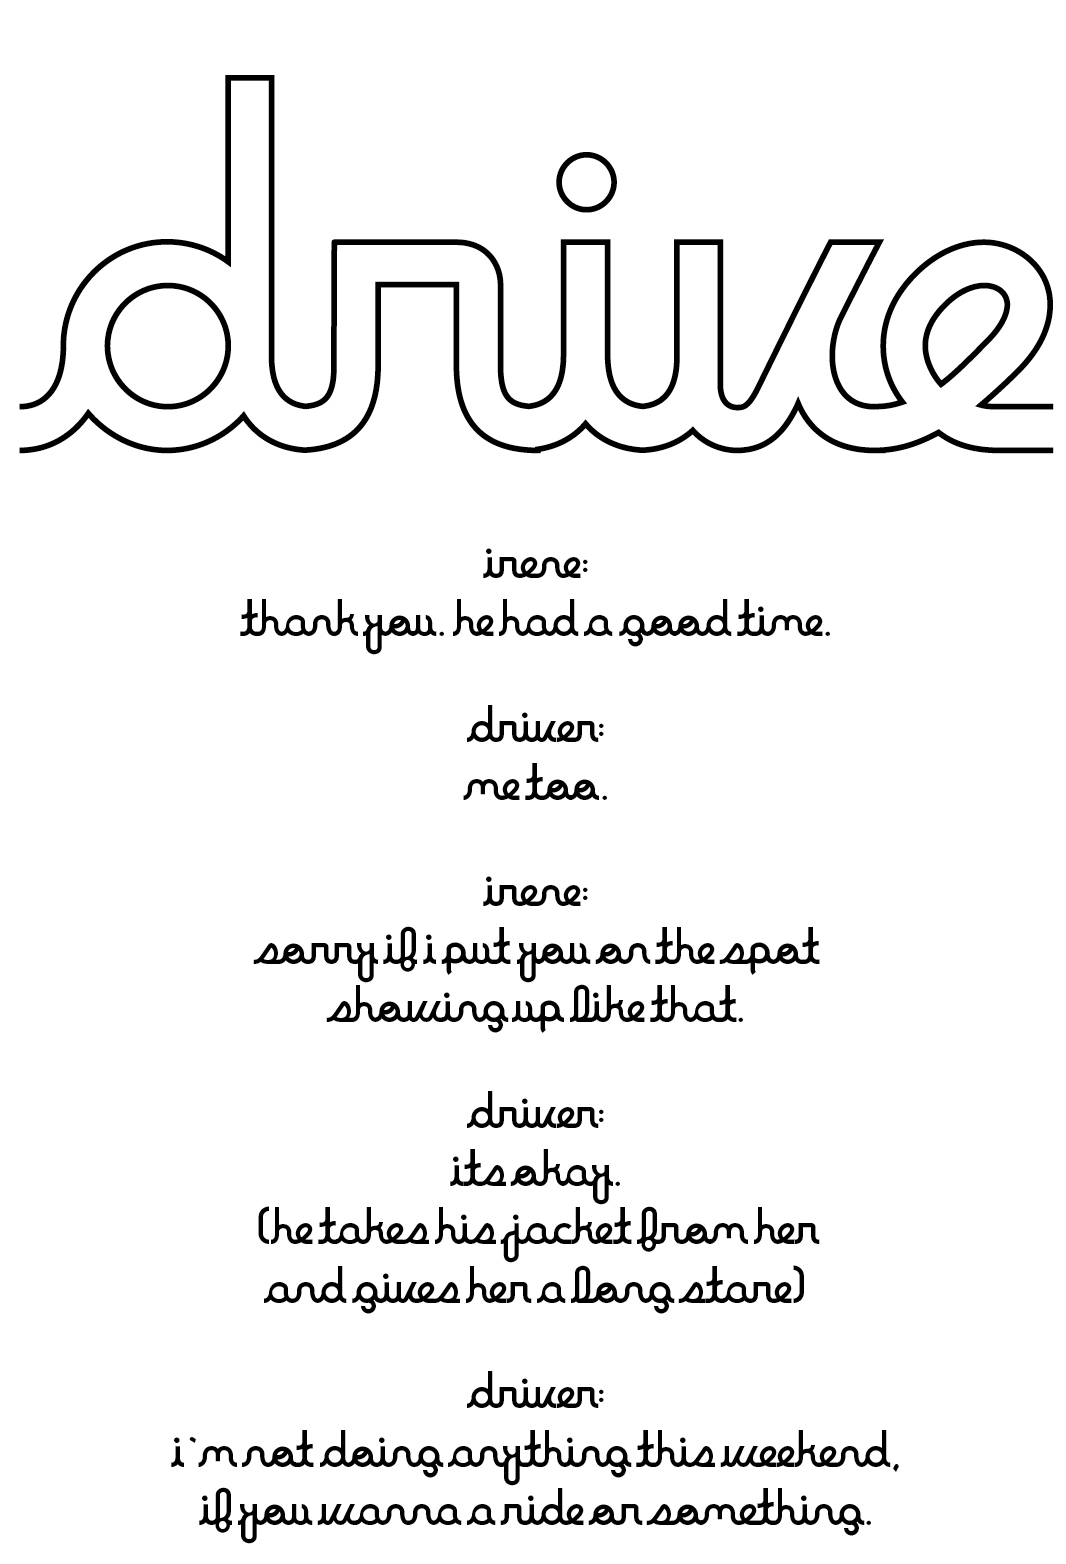 drive
irene:
thank you. he had a good time.
driver:
me too.
irene:
sorry if i put you on the spot
showing up like that.
driver:
its okay.
(he takes his jacket from her
and gives her a long stare)
driver:
i`m not doing anything this weekend,
if you wanna a ride or something.